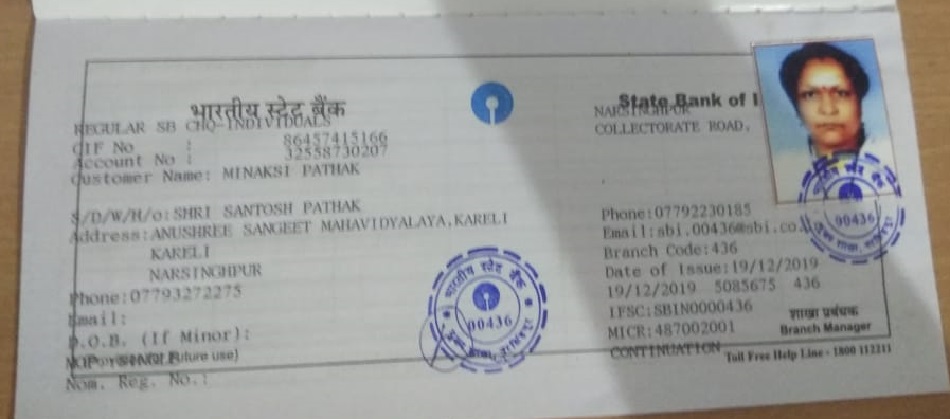 भारतीय स्टेट बैंक
State Bank of I
REGULAR SB CHQ-INDIVIDUALS
CIF No : 86457415166
Account No : 32558730207
Customer Name: MINAKSI PATHAK
S/D/W/H/o: SHRI SANTOSH PATHAK
Address: ANUSHREE SANGEET MAHAVIDYALAYA,KARELI
KARELI
NARSINGHPUR
Phone:07793272275
Email:
D.O.B. (If Minor):
Future use)
Nom. Reg. No.:
NARSINGHPUR
COLLECTORATE ROAD,
Phone:07792230185
Email:sbi.00436@sbi.co
Branch Code:436
Date of Issue:19/12/2019
19/12/2019 5085675 436
IFSC:SBIN0000436
MICR:487002001
CONTINUATION
शाखा प्रबंधक
Branch Manager
Toll Free Help Line - 1800 112211
भारतीय स्टेट बैंक
00436
00436